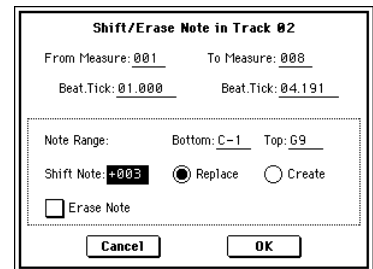 Shift/Erase Note in Track 02
From Measure: 001 To Measure: 008
Beat.Tick: 01.000 Beat.Tick: 04.191
Note Range: Bottom: C-1 Top: G9
Shift Note: +003 Replace Create
Erase Note
Cancel OK